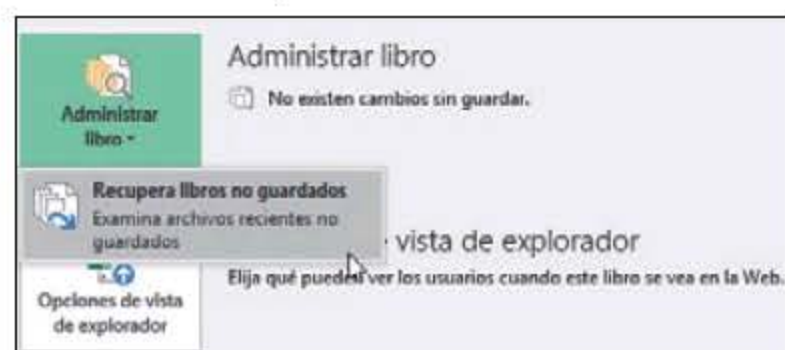 Administrar libro
No existen cambios sin guardar.
Administrar
libro
Recupera libros no guardados
Examina archivos recientes no
guardados
vista de explorador
Elija qué pueden ver los usuarios cuando este libro se vea en la Web.
Opciones de vista
de explorador